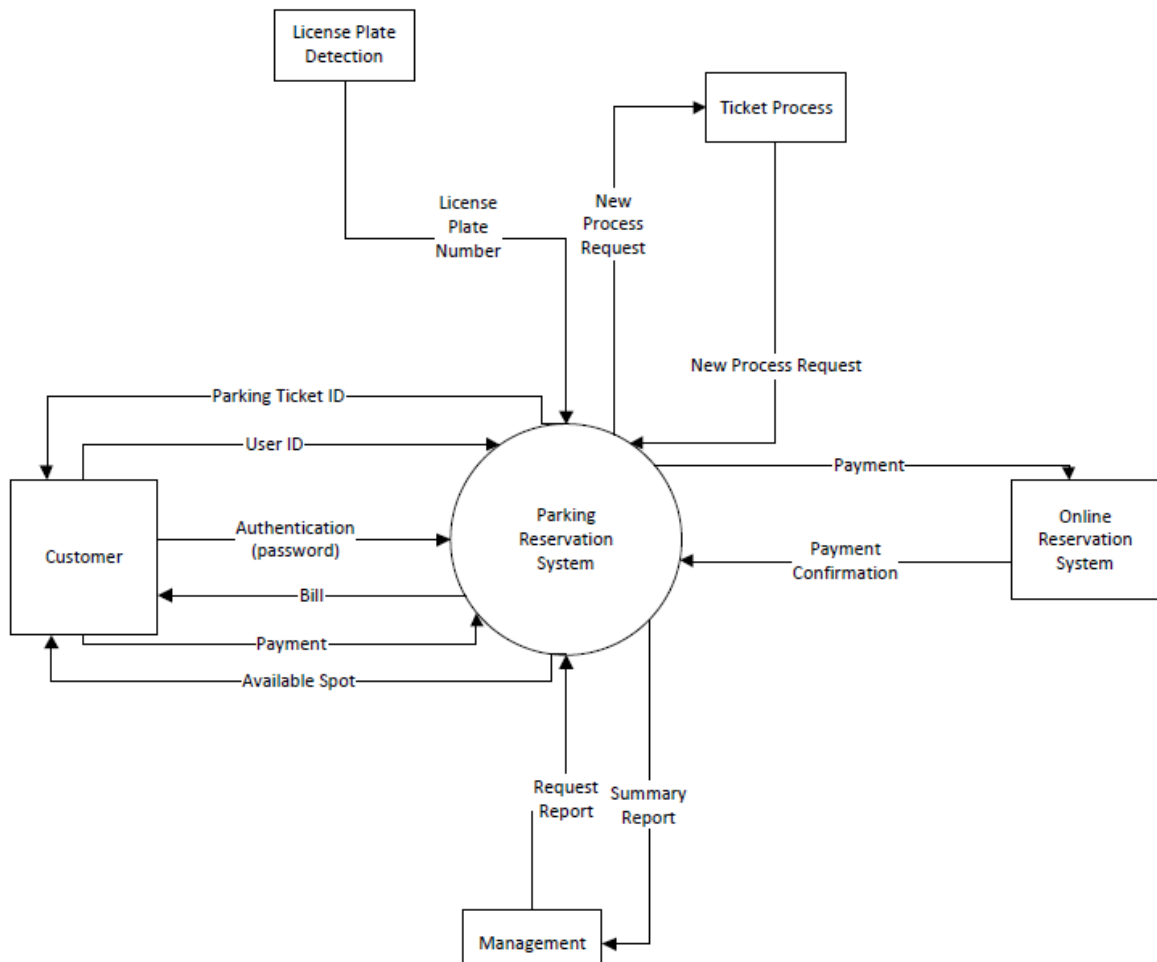 License Plate
Detection
Ticket Process
License
Plate
Number
New
Process
Request
New Process Request
Parking Ticket ID
User ID
Payment
Customer
Authentication
(password)
Parking
Reservation
System
Online
Reservation
System
Payment
Confirmation
Bill
Payment
Available Spot
Request
Report
Summary
Report
Management